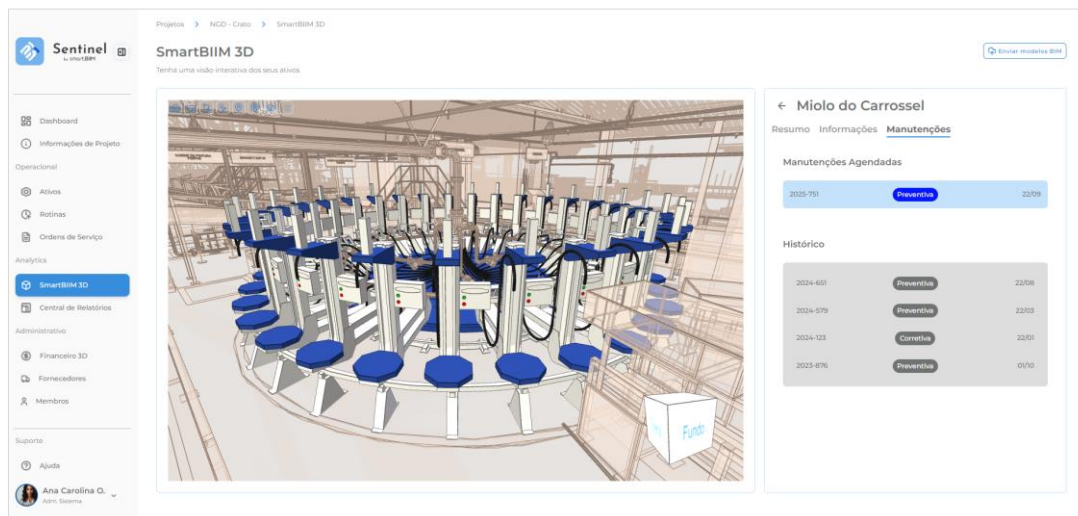 Sentinel
by smartBIM
Dashboard
Informações de Projeto
Operacional
Ativos
Rotinas
Ordens de Serviço
Analytics
SmartBIIM 3D
Central de Relatórios
Administrativo
Financeiro 3D
Fornecedores
Membros
Suporte
Ajuda
Ana Carolina O.
Adm. Sistema
Projetos > NGD - Crato > SmartBIIM 3D
SmartBIIM 3D
Tenha uma visão interativa dos seus ativos
Enviar modelos BIM
Fundo
← Miolo do Carrossel
Resumo Informações Manutenções
Manutenções Agendadas
2025-751 Preventiva 22/09
Histórico
2024-651 Preventiva 22/08
2024-579 Preventiva 22/03
2024-123 Corretiva 22/01
2023-876 Preventiva 01/10